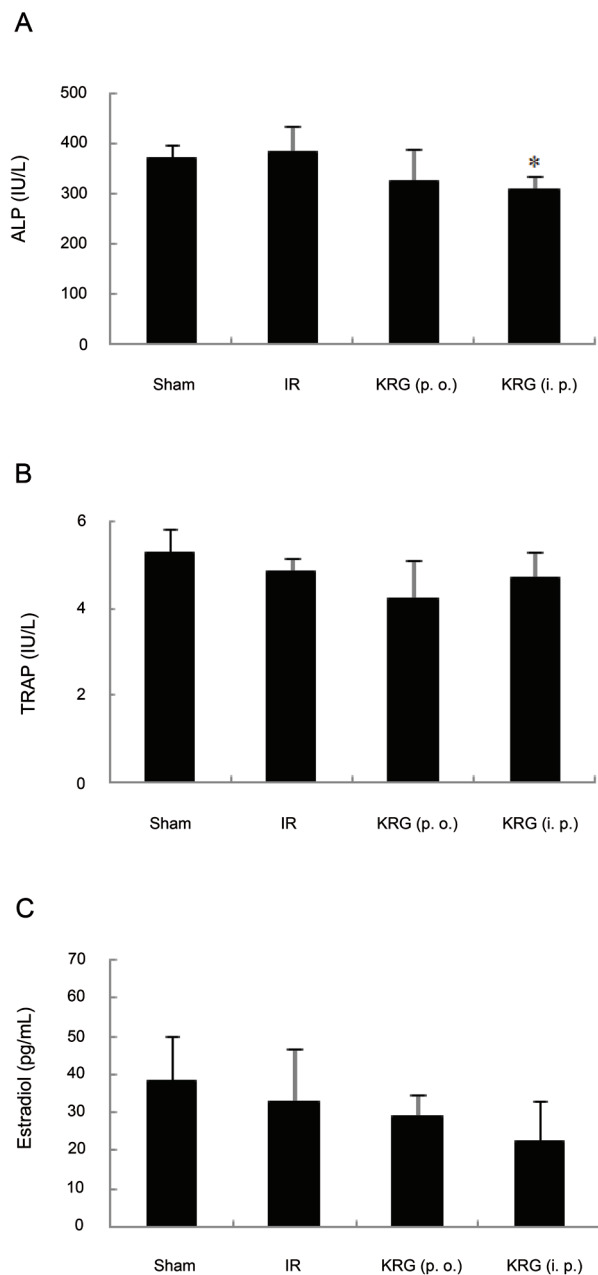 A
ALP (IU/L)
500
400
300
200
100
0
*
Sham IR KRG (p. o.) KRG (i. p.)
B
TRAP (IU/L)
6
4
2
0
Sham IR KRG (p. o.) KRG (i. p.)
C
Estradiol (pg/mL)
70
60
50
40
30
20
10
0
Sham IR KRG (p. o.) KRG (i. p.)